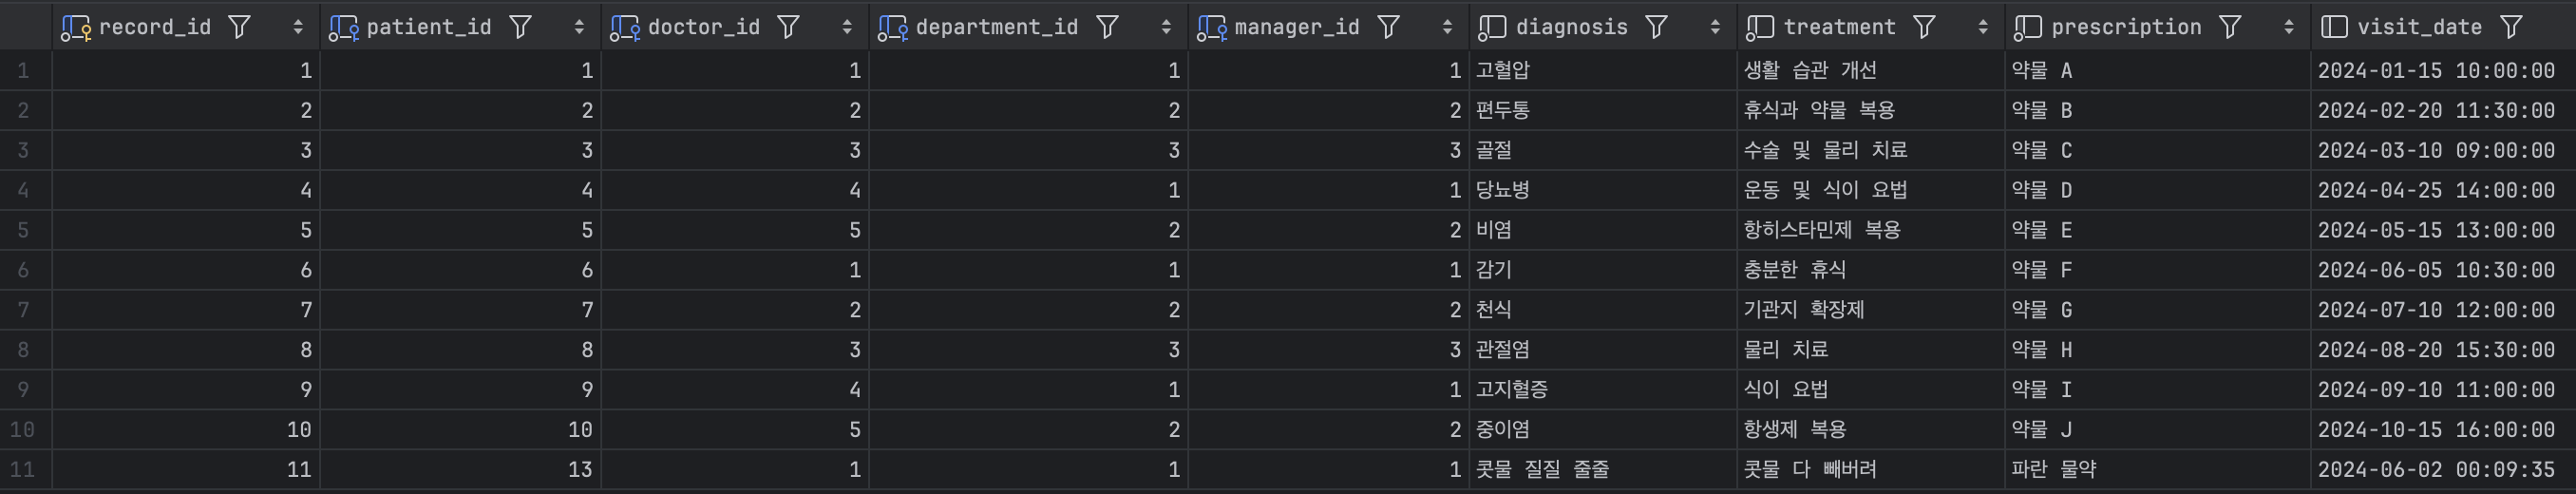 record_id patient_id doctor_id department_id manager_id diagnosis treatment prescription visit_date
1 1 1 1 1 1 고혈압 생활 습관 개선 약물 A 2024-01-15 10:00:00
2 2 2 2 2 2 편두통 휴식과 약물 복용 약물 B 2024-02-20 11:30:00
3 3 3 3 3 3 골절 수술 및 물리 치료 약물 C 2024-03-10 09:00:00
4 4 4 4 1 1 당뇨병 운동 및 식이 요법 약물 D 2024-04-25 14:00:00
5 5 5 5 2 2 비염 항히스타민제 복용 약물 E 2024-05-15 13:00:00
6 6 6 1 1 1 감기 충분한 휴식 약물 F 2024-06-05 10:30:00
7 7 7 2 2 2 천식 기관지 확장제 약물 G 2024-07-10 12:00:00
8 8 8 3 3 3 관절염 물리 치료 약물 H 2024-08-20 15:30:00
9 9 9 4 1 1 고지혈증 식이 요법 약물 I 2024-09-10 11:00:00
10 10 10 5 2 2 중이염 항생제 복용 약물 J 2024-10-15 16:00:00
11 11 13 1 1 1 콧물 질질 줄줄 콧물 다 빼버려 파란 물약 2024-06-02 00:09:35